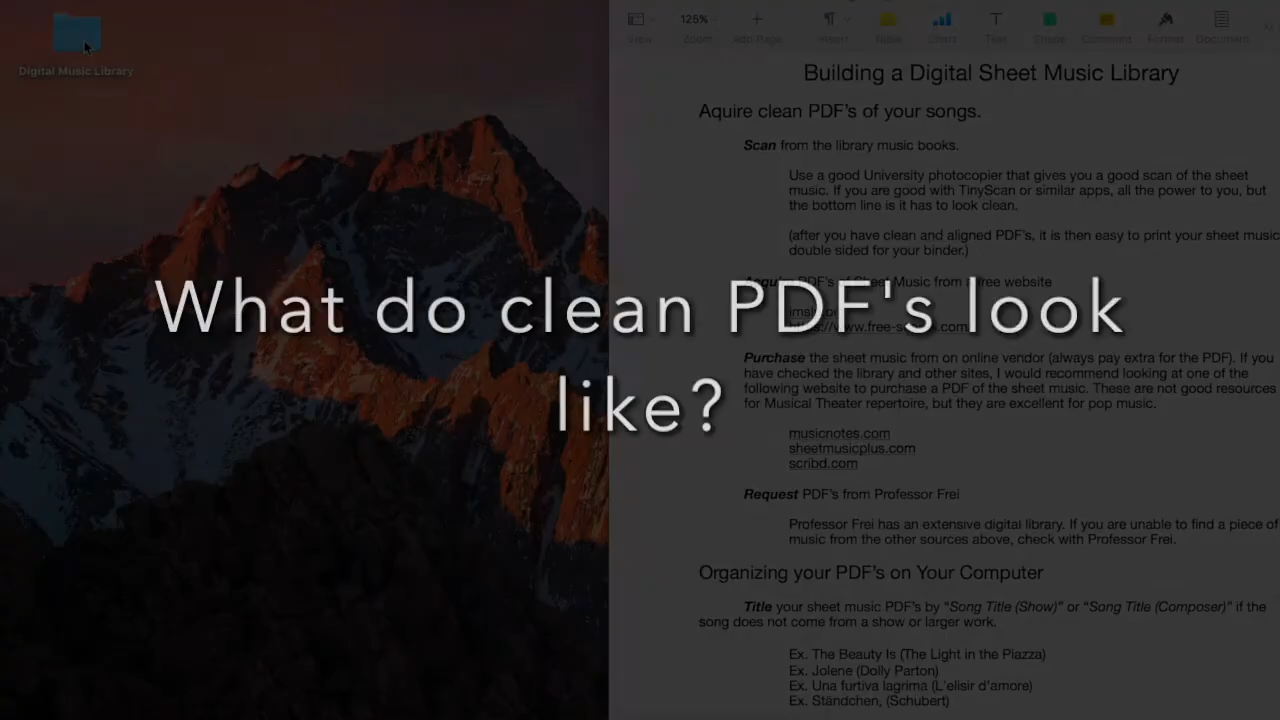 Digital Music Library
125%
View
Zoom
Add Page
Insert
Table
Chart
Text
Shape
Comment
Format
Document
Building a Digital Sheet Music Library
Aquire clean PDF's of your songs.
Scan from the library music books.
Use a good University photocopier that gives you a good scan of the sheet
music. If you are good with TinyScan or similar apps, all the power to you, but
the bottom line is it has to look clean.
(after you have clean and aligned PDF's, it is then easy to print your sheet music
double sided for your binder.)
Acquire PDF's of Sheet Music from a free website
What do clean PDF's look
like?
Purchase the sheet music from on online vendor (always pay extra for the PDF). If you
have checked the library and other sites, I would recommend looking at one of the
following website to purchase a PDF of the sheet music. These are not good resources
for Musical Theater repertoire, but they are excellent for pop music.
musicnotes.com
sheetmusicplus.com
scribd.com
Request PDF's from Professor Frei
Professor Frei has an extensive digital library. If you are unable to find a piece of
music from the other sources above, check with Professor Frei.
Organizing your PDF's on Your Computer
Title your sheet music PDF's by “Song Title (Show)” or “Song Title (Composer)” if the
song does not come from a show or larger work.
Ex. The Beauty Is (The Light in the Piazza)
Ex. Jolene (Dolly Parton)
Ex. Una furtiva lagrima (L'elisir d'amore)
Ex. Ständchen, (Schubert)